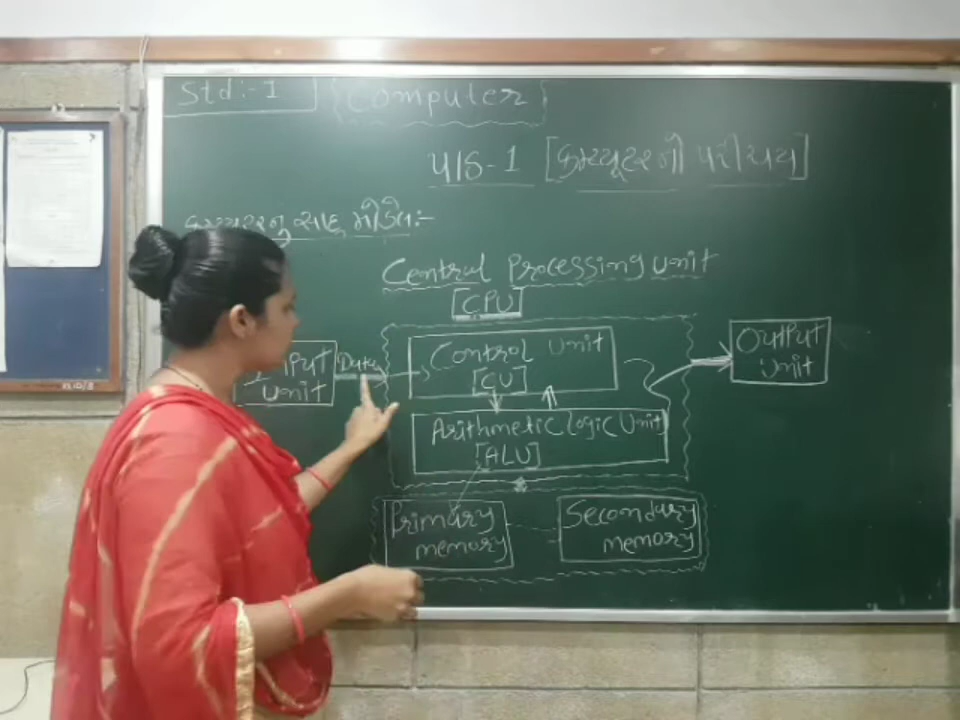 Std:- 1
Computer
પાઠ-1 [કમ્પ્યૂટરનો પરીચય]
કમ્પ્યૂટરનુ સાદુ મોડેલ:-
Central Processing Unit
[CPU]
Input
Unit
Data
Control Unit
[CU]
Arithmetic Logic Unit
[ALU]
Output
Unit
Primary
memory
Secondary
memory